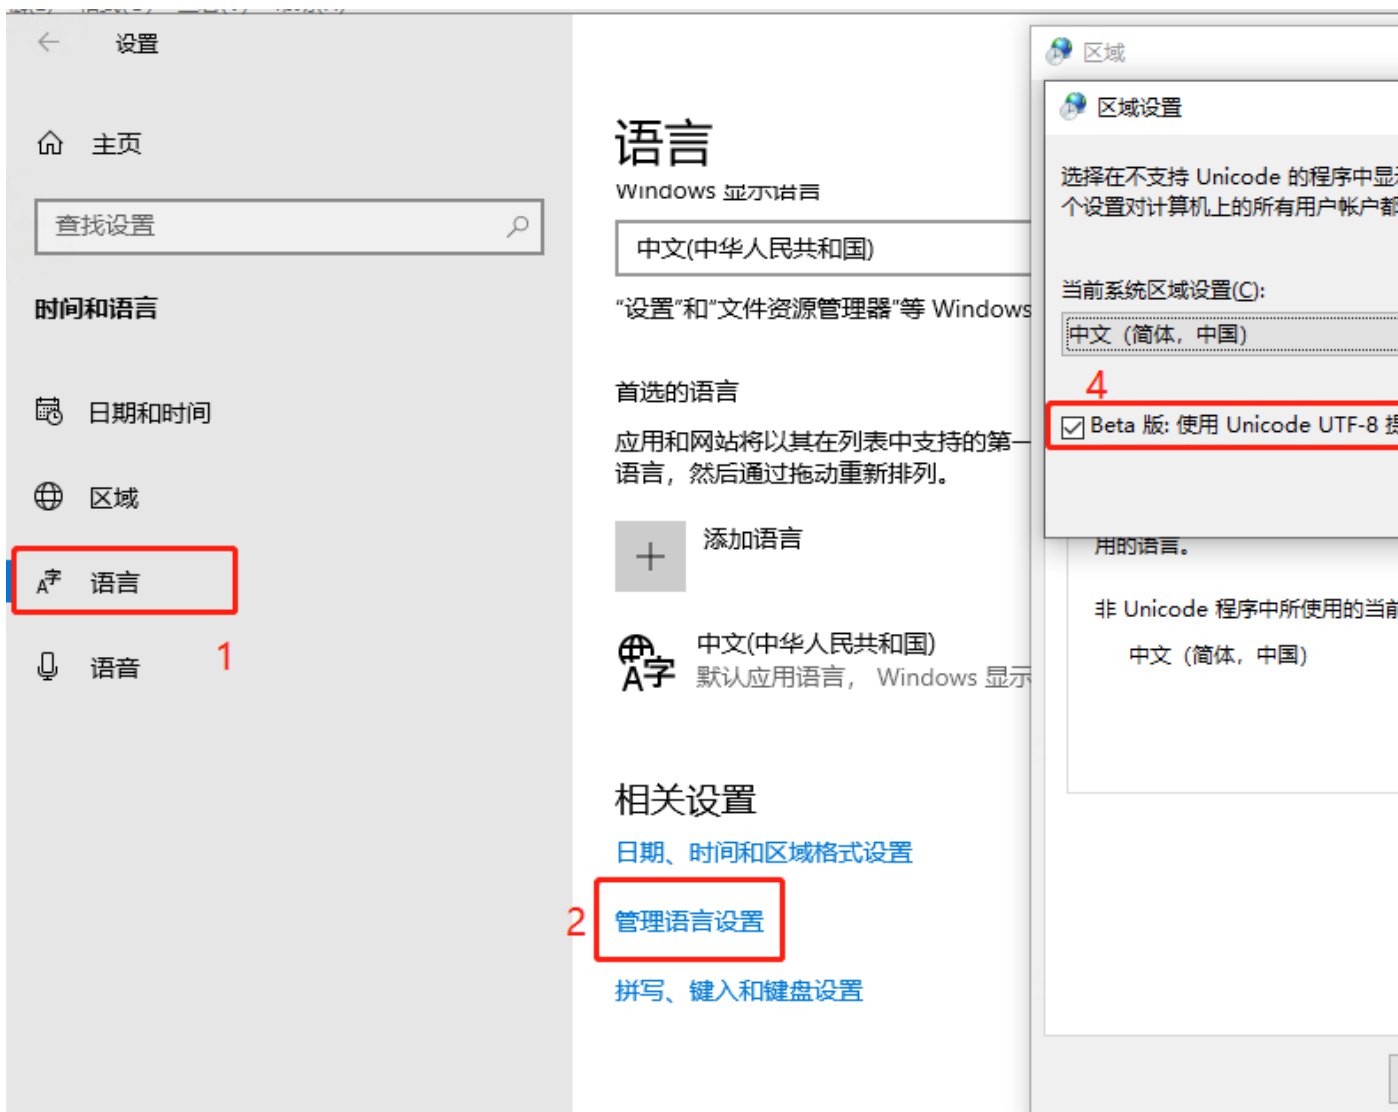 设置
主页
查找设置
时间和语言
日期和时间
区域
语言
1
语音
语言
Windows 显示语言
中文(中华人民共和国)
“设置”和“文件资源管理器”等 Windows
首选的语言
应用和网站将以其在列表中支持的第一
语言，然后通过拖动重新排列。
添加语言
中文(中华人民共和国)
默认应用语言， Windows 显示
相关设置
日期、时间和区域格式设置
2
管理语言设置
拼写、键入和键盘设置
区域
区域设置
选择在不支持 Unicode 的程序中显
个设置对计算机上的所有用户帐户都
当前系统区域设置(C):
中文（简体，中国）
4
Beta 版: 使用 Unicode UTF-8 提
用的语言。
非 Unicode 程序中所使用的当前
中文（简体，中国）